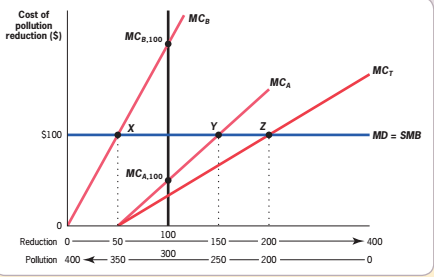 Cost of
pollution
reduction ($)
MC_B
MC_B,100
MC_T
MC_A
$100
X
Y
Z
MD = SMB
MC_A,100
0
100
Reduction 0 50 150 200 400
300
Pollution 400 350 250 200 0